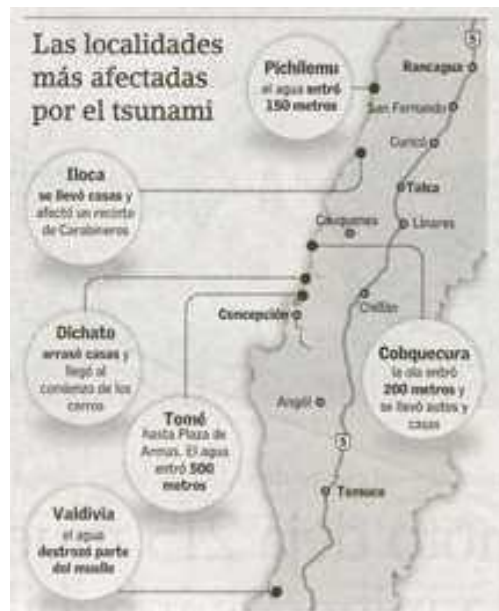 Las localidades
más afectadas
por el tsunami
Pichilemu
el agua entró
150 metros
5
Rancagua
San Fernando
Curicó
Iloca
se llevó casas y
afectó un recinto
de Carabineros
Talca
Cauquenes
Linares
Concepción
Chillán
Dichato
arrasó casas y
llegó al
comienzo de los
cerros
Cobquecura
la ola entró
200 metros y
se llevó autos y
casas
Tomé
hasta Plaza de
Armas. El agua
entró 500
metros
Angol
5
Temuco
Valdivia
el agua
destrozó parte
del muelle